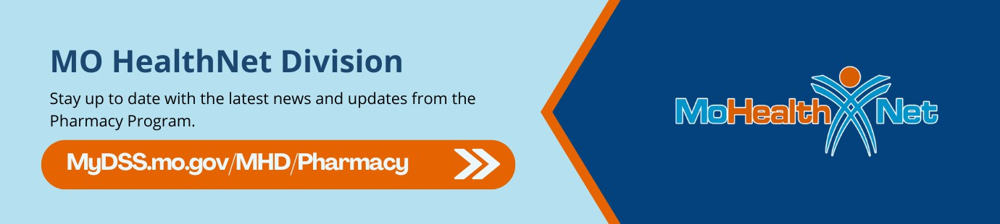 MO HealthNet Division
Stay up to date with the latest news and updates from the
Pharmacy Program.
MyDSS.mo.gov/MHD/Pharmacy
MoHealthNet